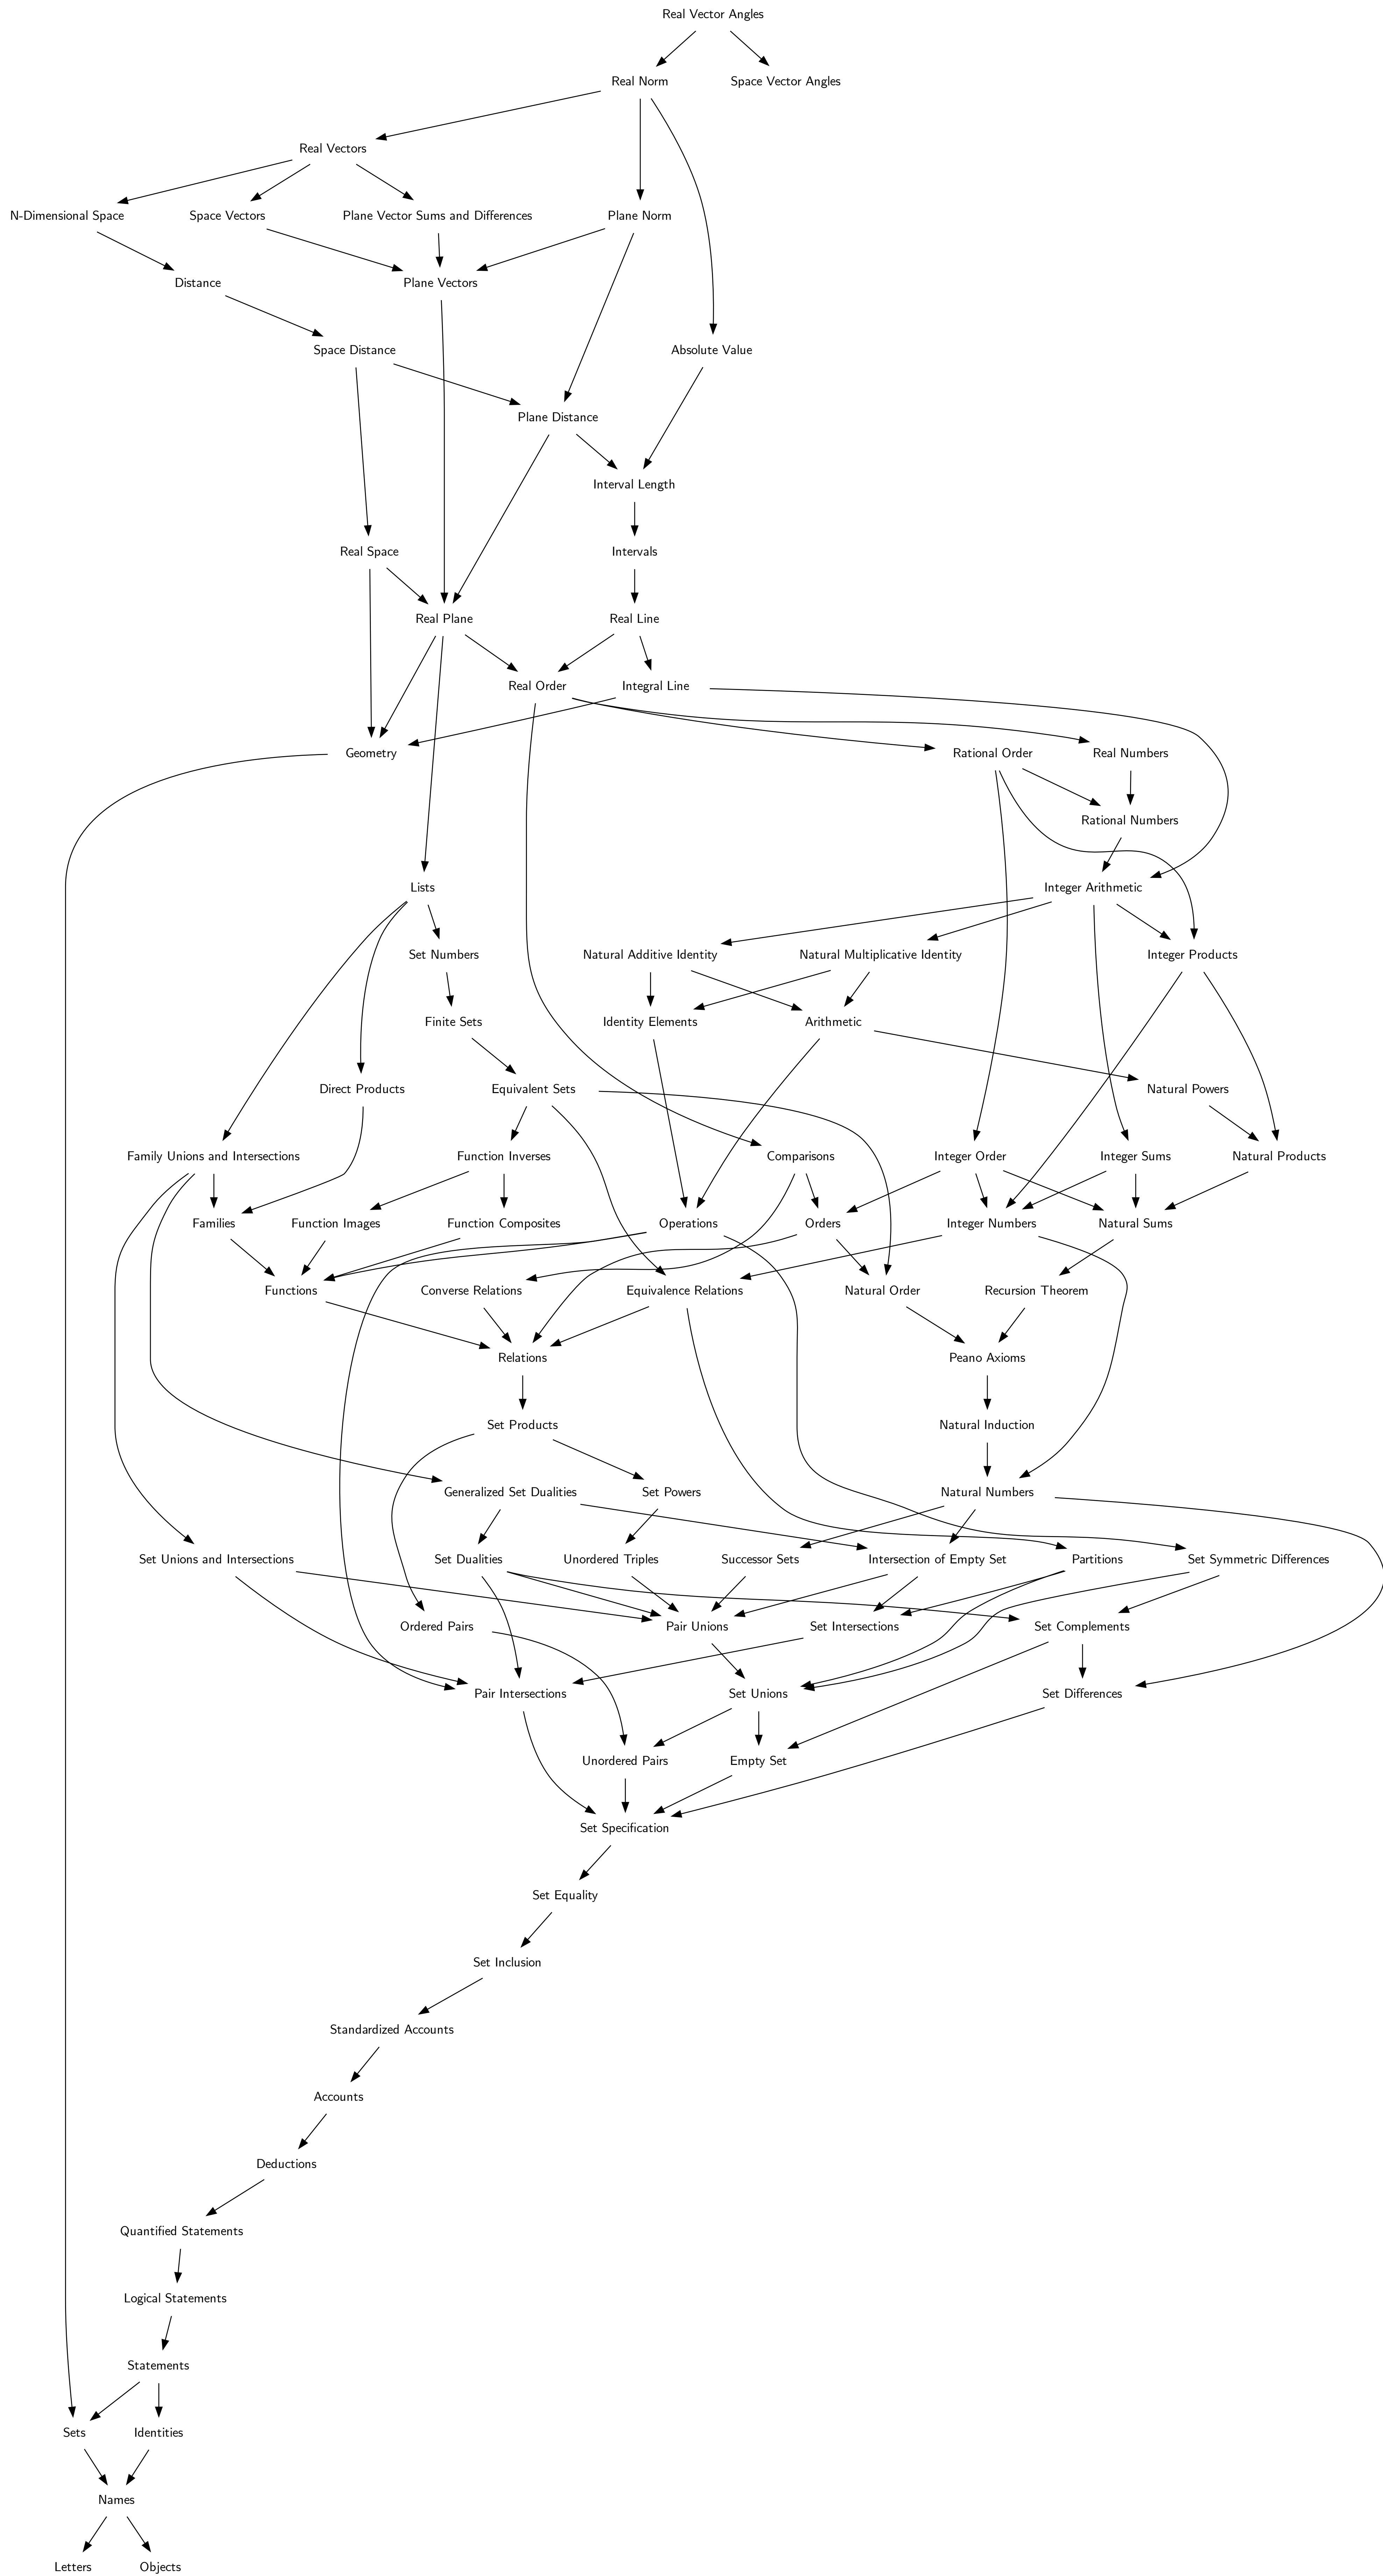 Real Vector Angles
Real Norm
Space Vector Angles
Real Vectors
N-Dimensional Space
Space Vectors
Plane Vector Sums and Differences
Plane Norm
Distance
Plane Vectors
Space Distance
Absolute Value
Plane Distance
Interval Length
Real Space
Intervals
Real Plane
Real Line
Real Order
Integral Line
Geometry
Rational Order
Real Numbers
Rational Numbers
Lists
Integer Arithmetic
Set Numbers
Natural Additive Identity
Natural Multiplicative Identity
Integer Products
Finite Sets
Identity Elements
Arithmetic
Direct Products
Equivalent Sets
Natural Powers
Family Unions and Intersections
Function Inverses
Comparisons
Integer Order
Integer Sums
Natural Products
Families
Function Images
Function Composites
Operations
Orders
Integer Numbers
Natural Sums
Functions
Converse Relations
Equivalence Relations
Natural Order
Recursion Theorem
Relations
Peano Axioms
Set Products
Natural Induction
Generalized Set Dualities
Set Powers
Natural Numbers
Set Unions and Intersections
Set Dualities
Unordered Triples
Successor Sets
Intersection of Empty Set
Partitions
Set Symmetric Differences
Ordered Pairs
Pair Unions
Set Intersections
Set Complements
Pair Intersections
Set Unions
Set Differences
Unordered Pairs
Empty Set
Set Specification
Set Equality
Set Inclusion
Standardized Accounts
Accounts
Deductions
Quantified Statements
Logical Statements
Statements
Sets
Identities
Names
Letters
Objects